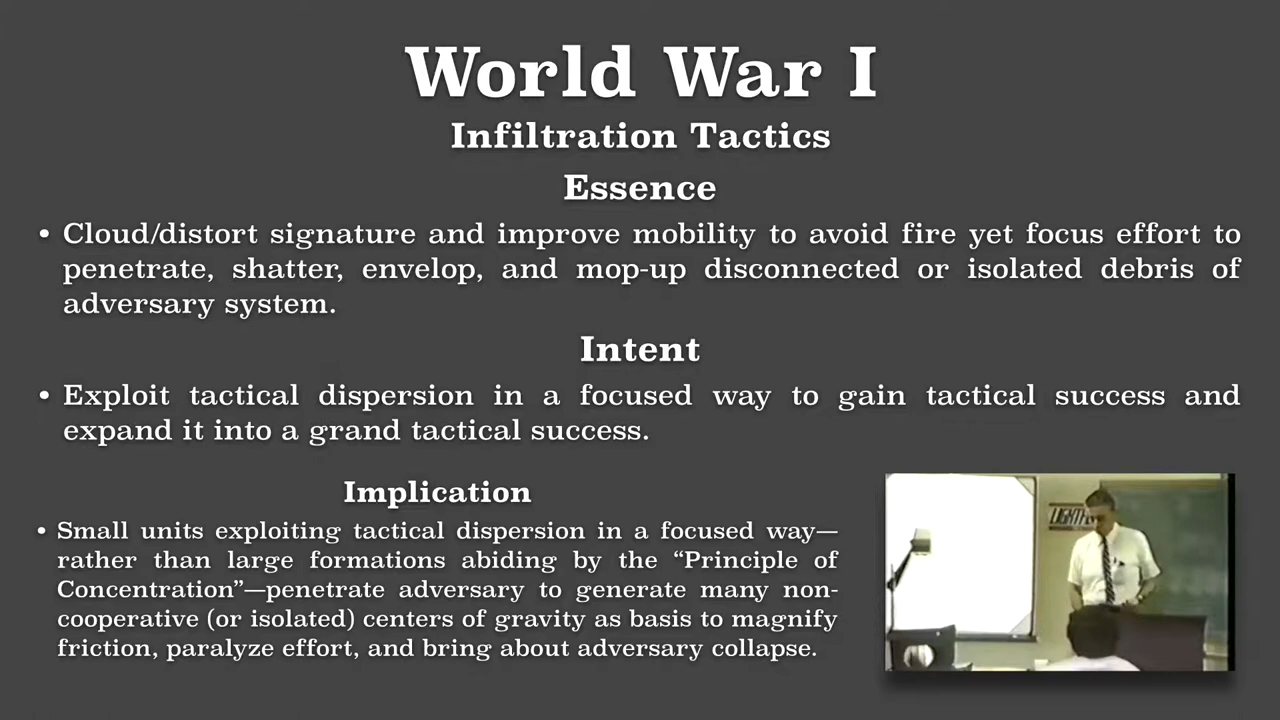 World War I
Infiltration Tactics
Essence
• Cloud/distort signature and improve mobility to avoid fire yet focus effort to
penetrate, shatter, envelop, and mop-up disconnected or isolated debris of
adversary system.
Intent
• Exploit tactical dispersion in a focused way to gain tactical success and
expand it into a grand tactical success.
Implication
• Small units exploiting tactical dispersion in a focused way—
rather than large formations abiding by the “Principle of
Concentration”—penetrate adversary to generate many non-
cooperative (or isolated) centers of gravity as basis to magnify
friction, paralyze effort, and bring about adversary collapse.